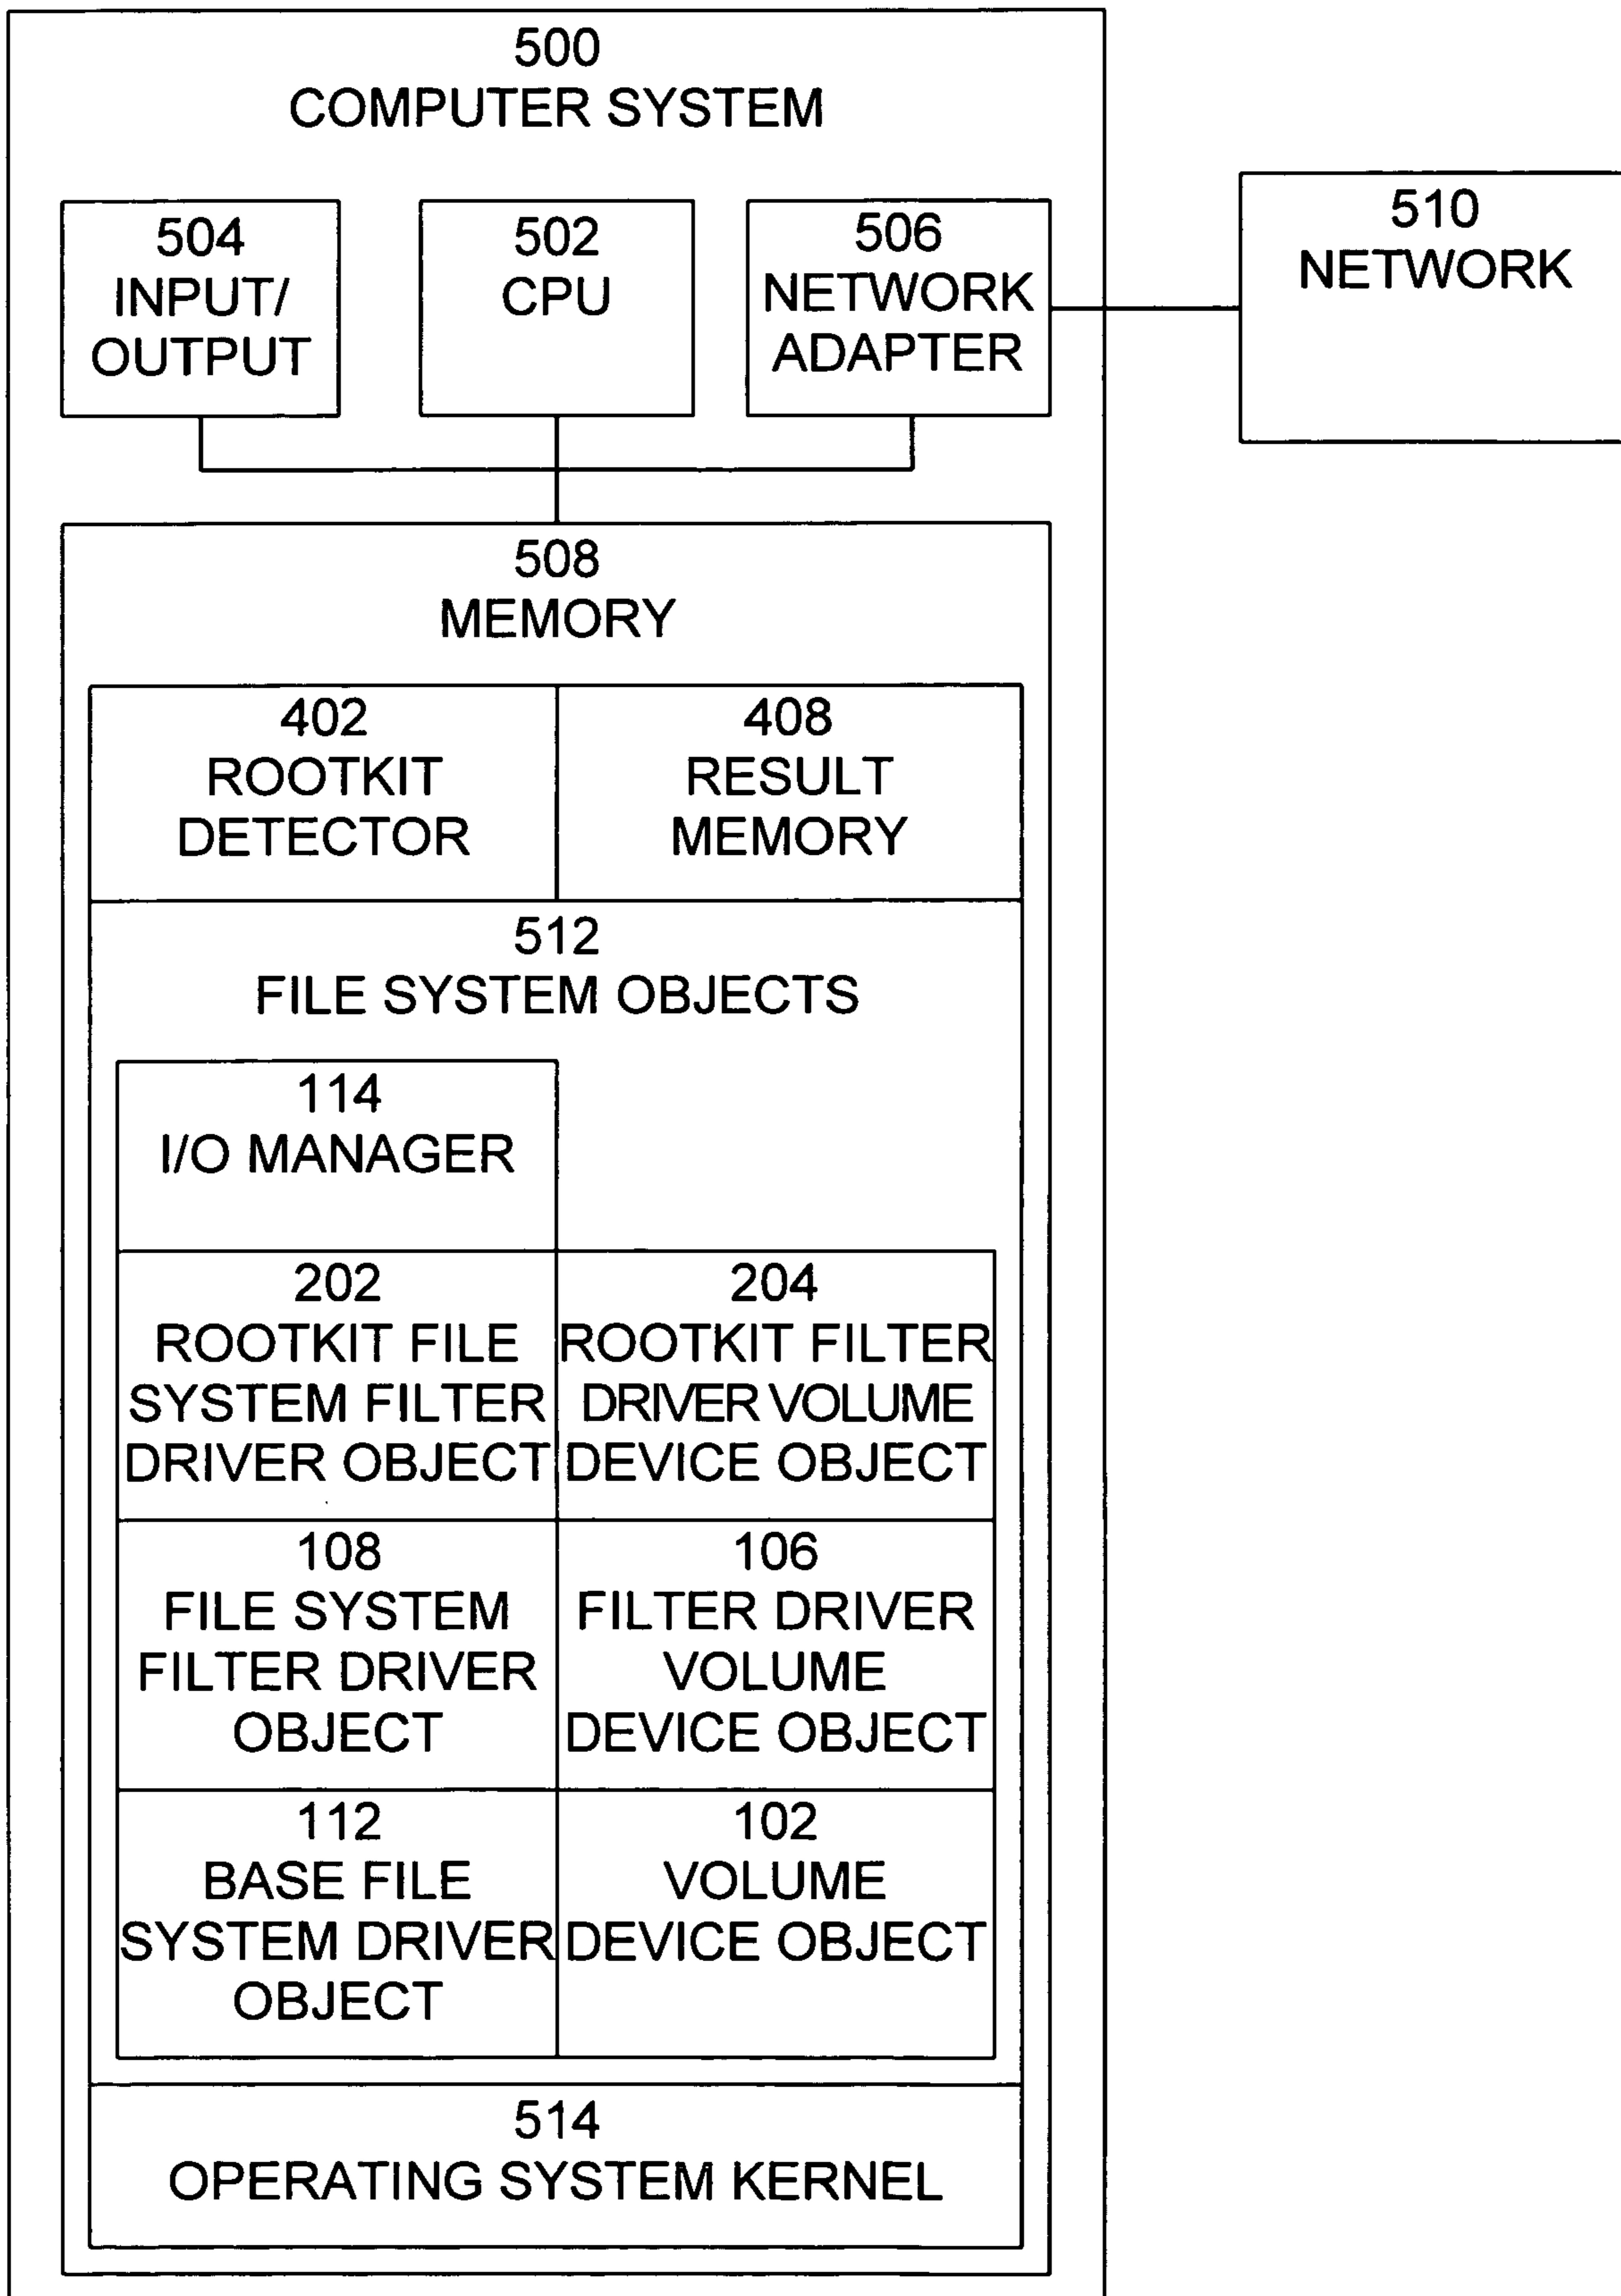 500
COMPUTER SYSTEM
504
INPUT/
OUTPUT
502
CPU
506
NETWORK
ADAPTER
510
NETWORK
508
MEMORY
402
ROOTKIT
DETECTOR
408
RESULT
MEMORY
512
FILE SYSTEM OBJECTS
114
I/O MANAGER
202
ROOTKIT FILE
SYSTEM FILTER
DRIVER OBJECT
204
ROOTKIT FILTER
DRIVER VOLUME
DEVICE OBJECT
108
FILE SYSTEM
FILTER DRIVER
OBJECT
106
FILTER DRIVER
VOLUME
DEVICE OBJECT
112
BASE FILE
SYSTEM DRIVER
OBJECT
102
VOLUME
DEVICE OBJECT
514
OPERATING SYSTEM KERNEL